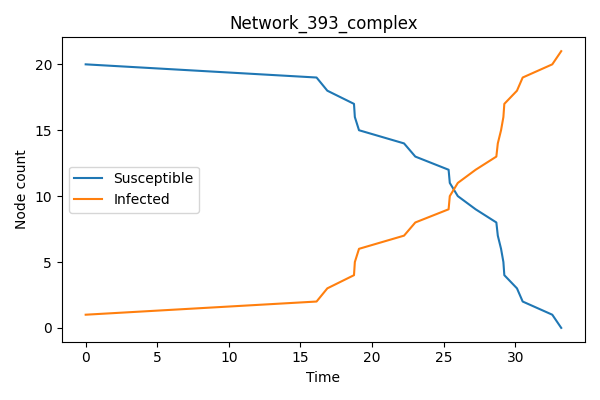 Network_393_complex
Node count
20
15
10
5
0
Susceptible
Infected
0 5 10 15 20 25 30
Time